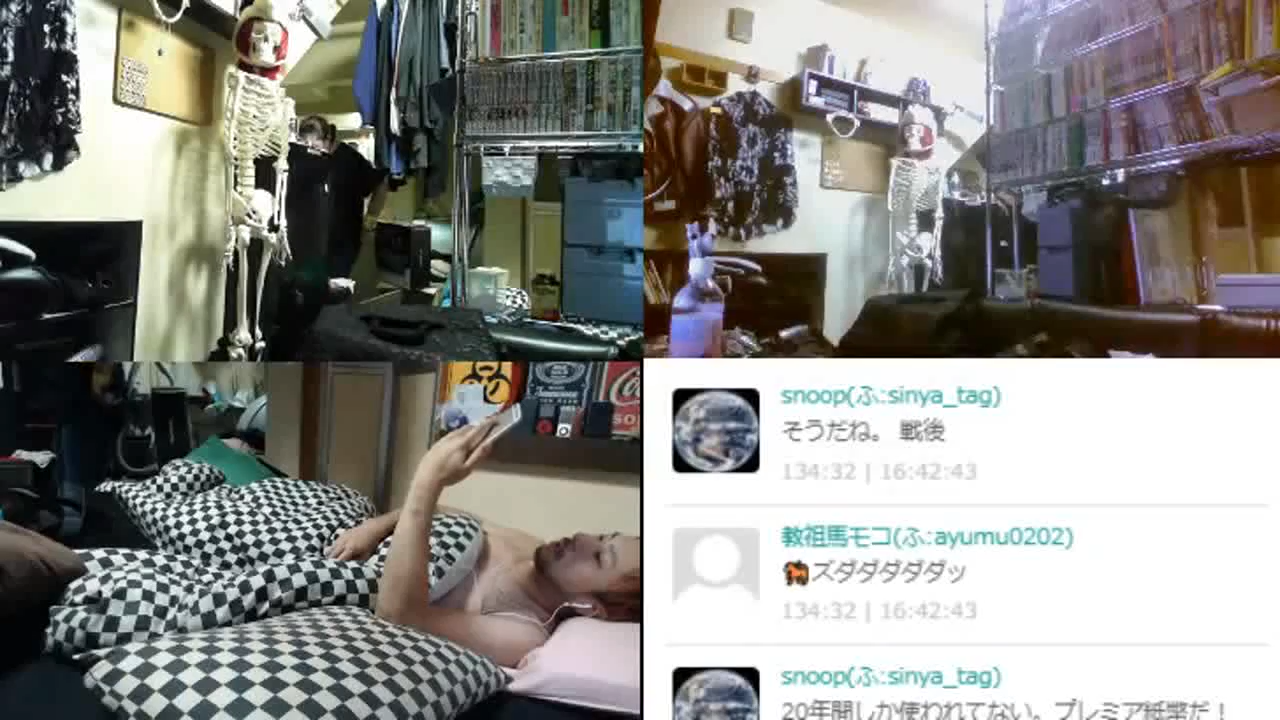 Coca
snoop(ふ:sinya_tag)
そうだね。 戦後
134:32 | 16:42:43
教祖馬モコ(ふ:ayumu0202)
🐴ズダダダダダッ
134:32 | 16:42:43
snoop(ふ:sinya_tag)
20年間しか使われてない、プレミア紙幣だ！